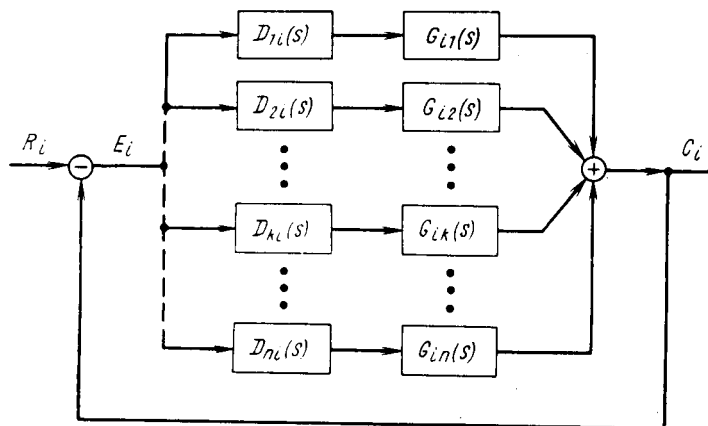 D₁ᵢ(s) Gᵢ₁(s)
D₂ᵢ(s) Gᵢ₂(s)
Rᵢ Eᵢ Cᵢ
− +
Dₖᵢ(s) Gᵢₖ(s)
Dₙᵢ(s) Gᵢₙ(s)